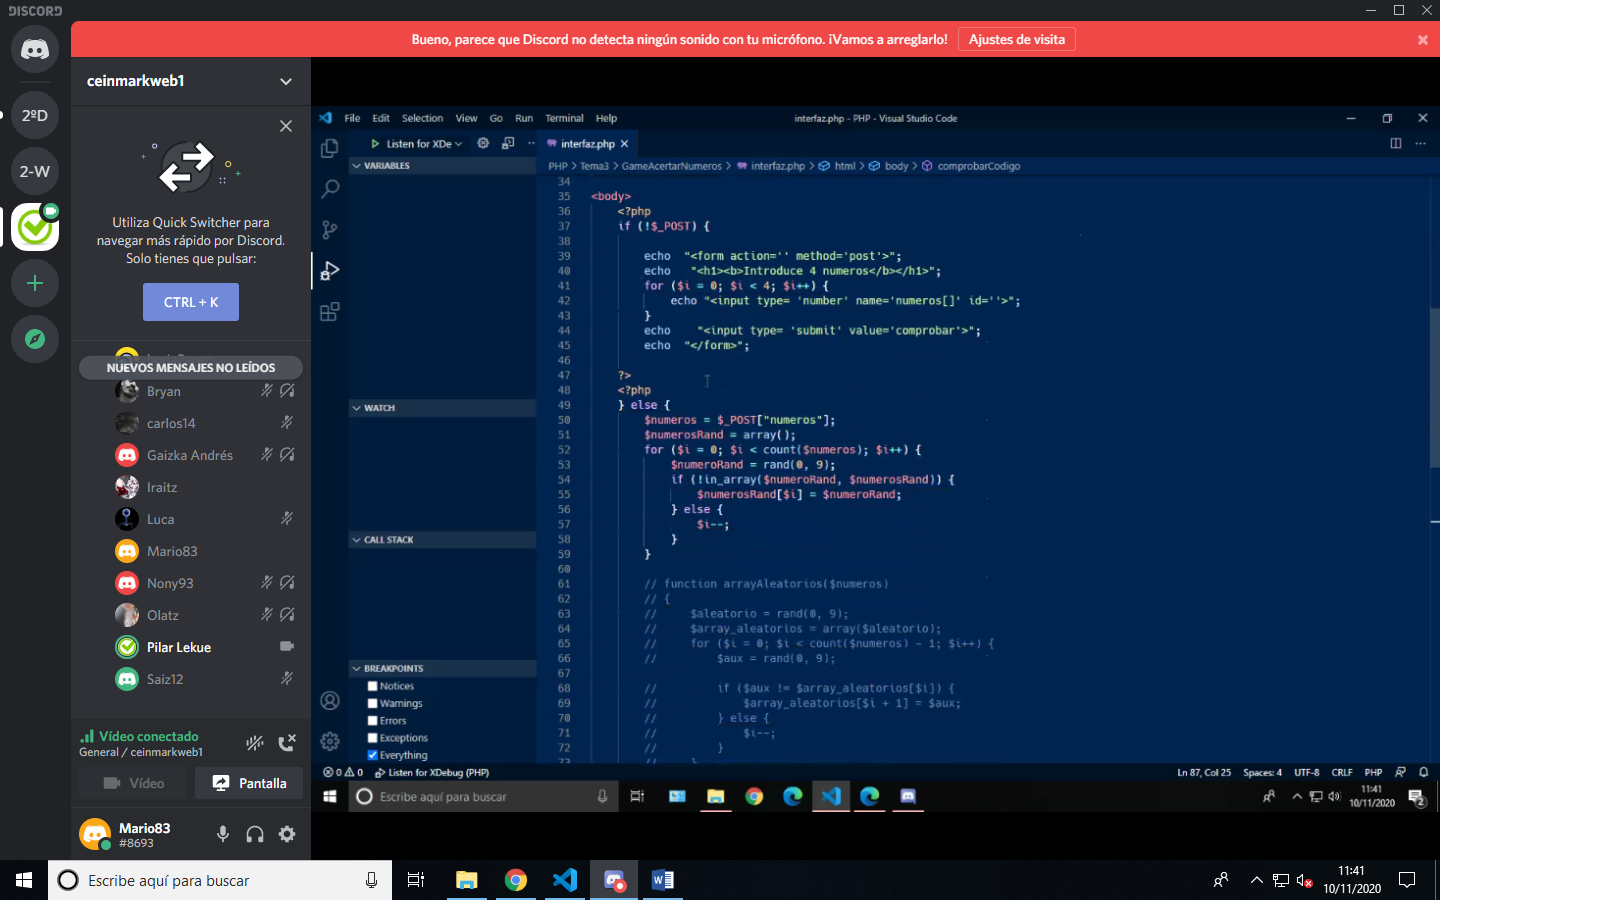 DISCORD
Bueno, parece que Discord no detecta ningún sonido con tu micrófono. ¡Vamos a arreglarlo!
Ajustes de visita
ceinmarkweb1
2ºD
2-W
Utiliza Quick Switcher para
navegar más rápido por Discord.
Solo tienes que pulsar:
CTRL + K
NUEVOS MENSAJES NO LEÍDOS
Bryan
carlos14
Gaizka Andrés
Iraitz
Luca
Mario83
Nony93
Olatz
Pilar Lekue
Saiz12
Vídeo conectado
General / ceinmarkweb1
Vídeo
Pantalla
Mario83
#8693
File Edit Selection View Go Run Terminal Help
interfaz.php - PHP - Visual Studio Code
Listen for XDe
interfaz.php
VARIABLES
PHP > Tema3 > GameAcertarNumeros > interfaz.php > html > body > comprobarCodigo
WATCH
CALL STACK
BREAKPOINTS
Notices
Warnings
Errors
Exceptions
Everything
34
35 <body>
36 <?php
37 if (!$_POST) {
38
39 echo "<form action='' method='post'>";
40 echo "<h1><b>Introduce 4 numeros</b></h1>";
41 for ($i = 0; $i < 4; $i++) {
42 echo "<input type= 'number' name='numeros[]' id=''>";
43 }
44 echo "<input type= 'submit' value='comprobar'>";
45 echo "</form>";
46
47 ?>
48 <?php
49 } else {
50 $numeros = $_POST["numeros"];
51 $numerosRand = array();
52 for ($i = 0; $i < count($numeros); $i++) {
53 $numeroRand = rand(0, 9);
54 if (!in_array($numeroRand, $numerosRand)) {
55 $numerosRand[$i] = $numeroRand;
56 } else {
57 $i--;
58 }
59 }
60
61 // function arrayAleatorios($numeros)
62 // {
63 // $aleatorio = rand(0, 9);
64 // $array_aleatorios = array($aleatorio);
65 // for ($i = 0; $i < count($numeros) - 1; $i++) {
66 // $aux = rand(0, 9);
67
68 // if ($aux != $array_aleatorios[$i]) {
69 // $array_aleatorios[$i + 1] = $aux;
70 // } else {
71 // $i--;
72 // }
73 // }
0 0 Listen for XDebug (PHP)
Ln 87, Col 25 Spaces: 4 UTF-8 CRLF PHP
Escribe aquí para buscar
11:41
10/11/2020
2
Escribe aquí para buscar
11:41
10/11/2020